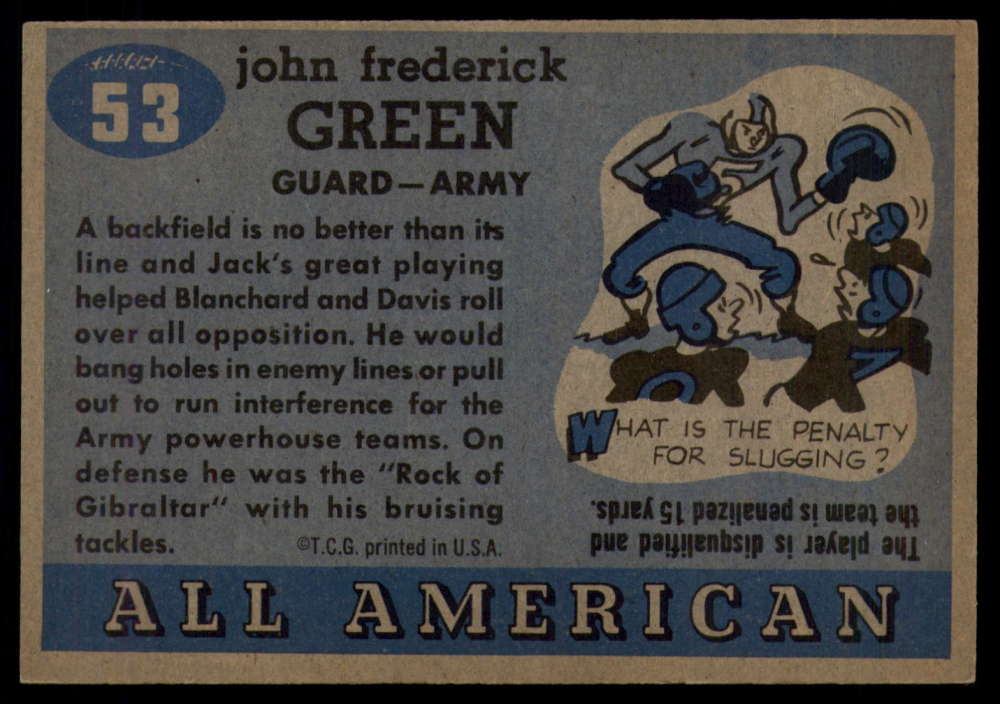 53
john frederick
GREEN
GUARD—ARMY
A backfield is no better than its
line and Jack's great playing
helped Blanchard and Davis roll
over all opposition. He would
bang holes in enemy lines or pull
out to run interference for the
Army powerhouse teams. On
defense he was the "Rock of
Gibraltar" with his bruising
tackles.
©T.C.G. printed in U.S.A.
WHAT IS THE PENALTY
FOR SLUGGING?
The player is disqualified and
the team is penalized 15 yards.
ALL AMERICAN